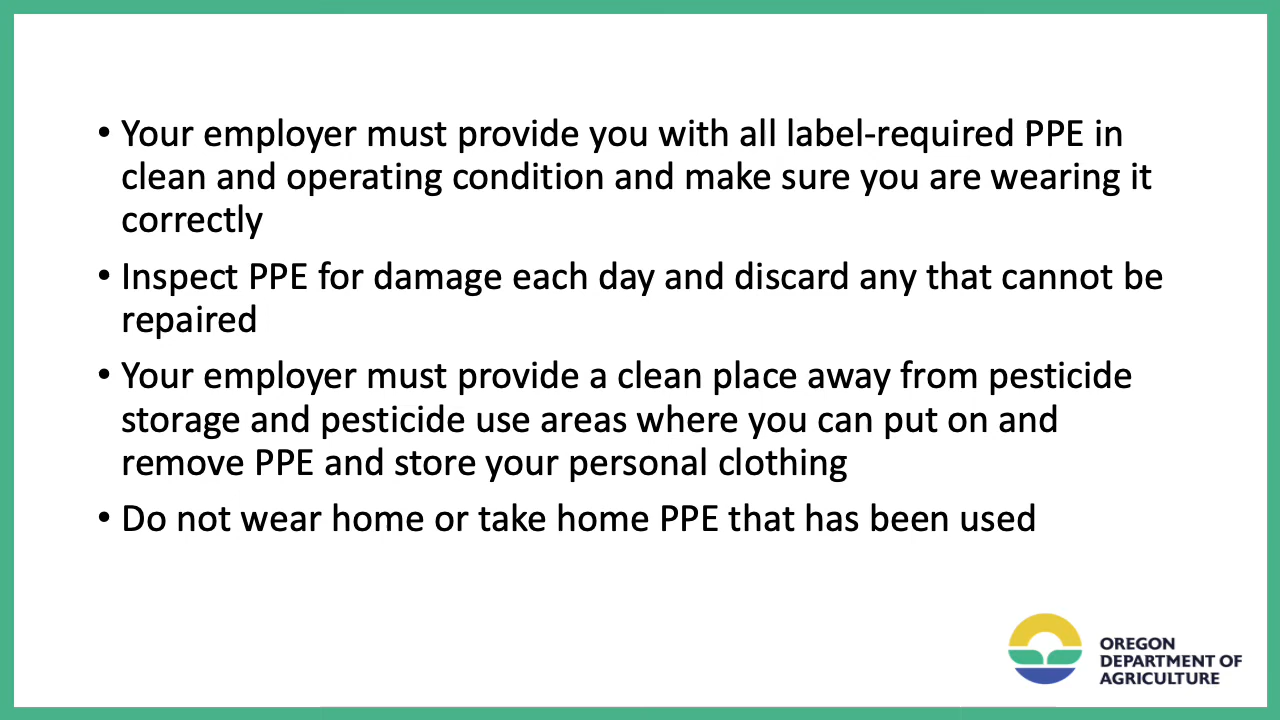 • Your employer must provide you with all label-required PPE in
clean and operating condition and make sure you are wearing it
correctly
• Inspect PPE for damage each day and discard any that cannot be
repaired
• Your employer must provide a clean place away from pesticide
storage and pesticide use areas where you can put on and
remove PPE and store your personal clothing
• Do not wear home or take home PPE that has been used
OREGON
DEPARTMENT OF
AGRICULTURE